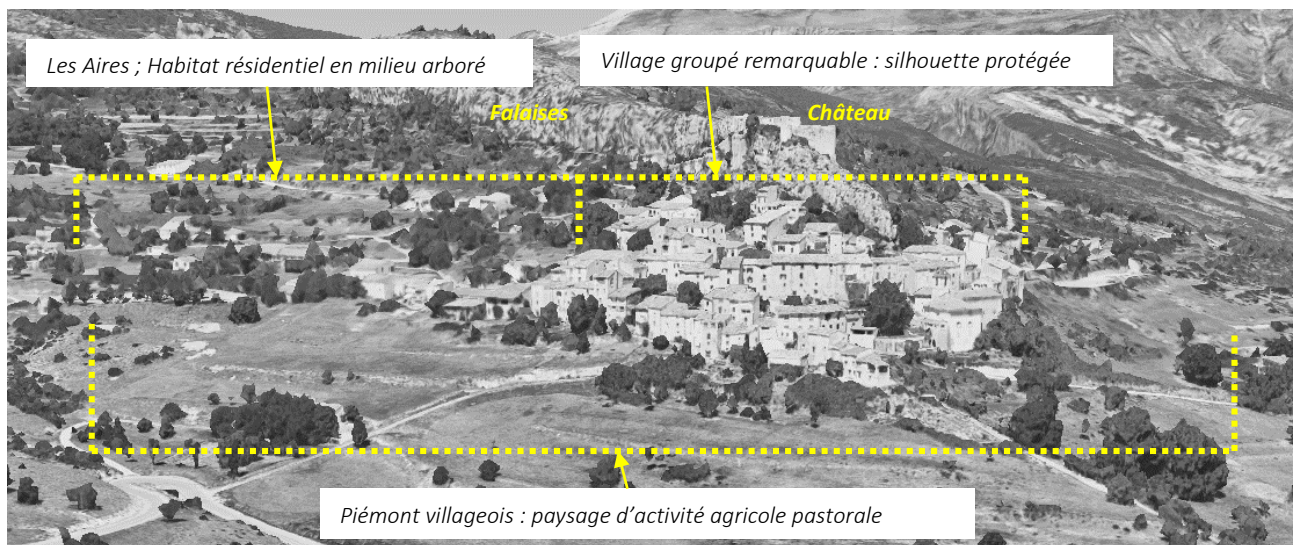 Les Aires ; Habitat résidentiel en milieu arboré
Village groupé remarquable : silhouette protégée
Falaises
Château
Piémont villageois : paysage d’activité agricole pastorale